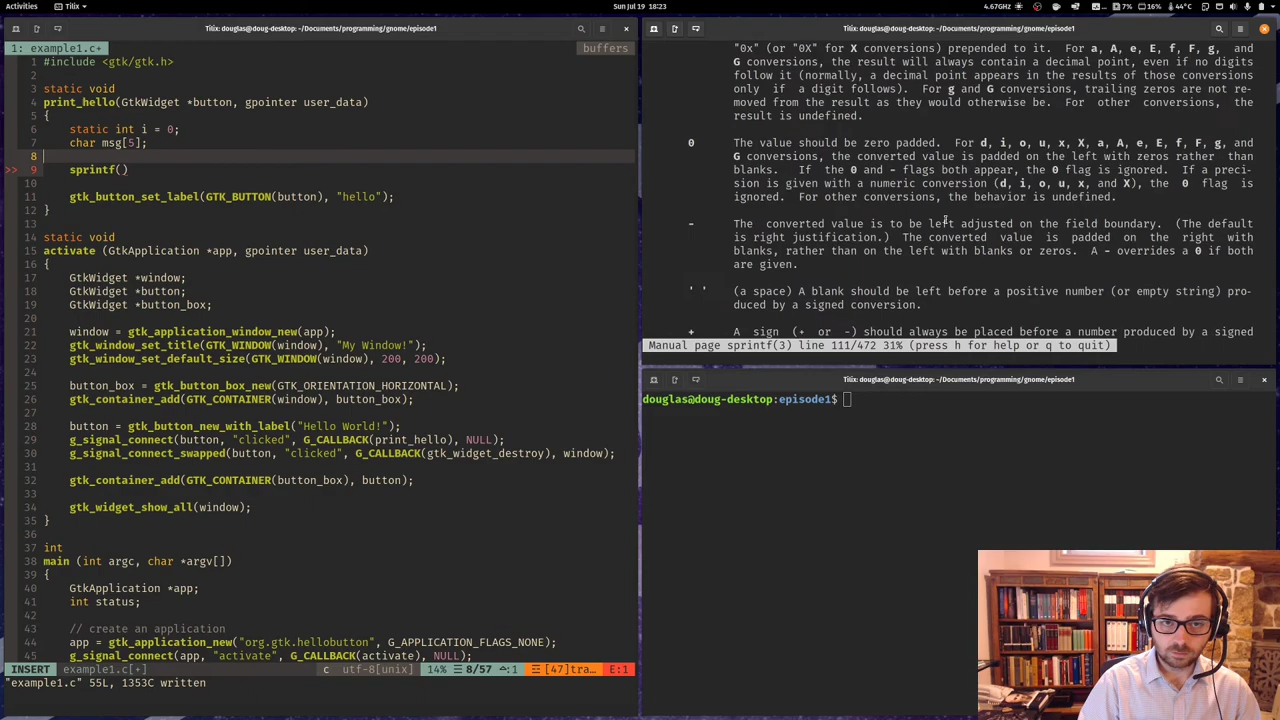 Activities
Tilix
Sun Jul 19 18:23
4.67GHz
7%
16%
44°C
Tilix: douglas@doug-desktop: ~/Documents/programming/gnome/episode1
1: example1.c+
buffers
1 #include <gtk/gtk.h>
2
3 static void
4 print_hello(GtkWidget *button, gpointer user_data)
5 {
6 static int i = 0;
7 char msg[5];
8
>> 9 sprintf()
10
11 gtk_button_set_label(GTK_BUTTON(button), "hello");
12 }
13
14 static void
15 activate (GtkApplication *app, gpointer user_data)
16 {
17 GtkWidget *window;
18 GtkWidget *button;
19 GtkWidget *button_box;
20
21 window = gtk_application_window_new(app);
22 gtk_window_set_title(GTK_WINDOW(window), "My Window!");
23 gtk_window_set_default_size(GTK_WINDOW(window), 200, 200);
24
25 button_box = gtk_button_box_new(GTK_ORIENTATION_HORIZONTAL);
26 gtk_container_add(GTK_CONTAINER(window), button_box);
27
28 button = gtk_button_new_with_label("Hello World!");
29 g_signal_connect(button, "clicked", G_CALLBACK(print_hello), NULL);
30 g_signal_connect_swapped(button, "clicked", G_CALLBACK(gtk_widget_destroy), window);
31
32 gtk_container_add(GTK_CONTAINER(button_box), button);
33
34 gtk_widget_show_all(window);
35 }
36
37 int
38 main (int argc, char *argv[])
39 {
40 GtkApplication *app;
41 int status;
42
43 // create an application
44 app = gtk_application_new("org.gtk.hellobutton", G_APPLICATION_FLAGS_NONE);
45 g_signal_connect(app, "activate", G_CALLBACK(activate), NULL);
INSERT example1.c[+] c utf-8[unix] 14% ☰ 8/57 :1 ☲ [47]tra… E:1
"example1.c" 55L, 1353C written
Tilix: douglas@doug-desktop: ~/Documents/programming/gnome/episode1
"0x" (or "0X" for X conversions) prepended to it. For a, A, e, E, f, F, g, and
G conversions, the result will always contain a decimal point, even if no digits
follow it (normally, a decimal point appears in the results of those conversions
only if a digit follows). For g and G conversions, trailing zeros are not re-
moved from the result as they would otherwise be. For other conversions, the
result is undefined.
0 The value should be zero padded. For d, i, o, u, x, X, a, A, e, E, f, F, g, and
G conversions, the converted value is padded on the left with zeros rather than
blanks. If the 0 and - flags both appear, the 0 flag is ignored. If a preci-
sion is given with a numeric conversion (d, i, o, u, x, and X), the 0 flag is
ignored. For other conversions, the behavior is undefined.
- The converted value is to be left adjusted on the field boundary. (The default
is right justification.) The converted value is padded on the right with
blanks, rather than on the left with blanks or zeros. A - overrides a 0 if both
are given.
' ' (a space) A blank should be left before a positive number (or empty string) pro-
duced by a signed conversion.
+ A sign (+ or -) should always be placed before a number produced by a signed
Manual page sprintf(3) line 111/472 31% (press h for help or q to quit)
Tilix: douglas@doug-desktop: ~/Documents/programming/gnome/episode1
douglas@doug-desktop:episode1$